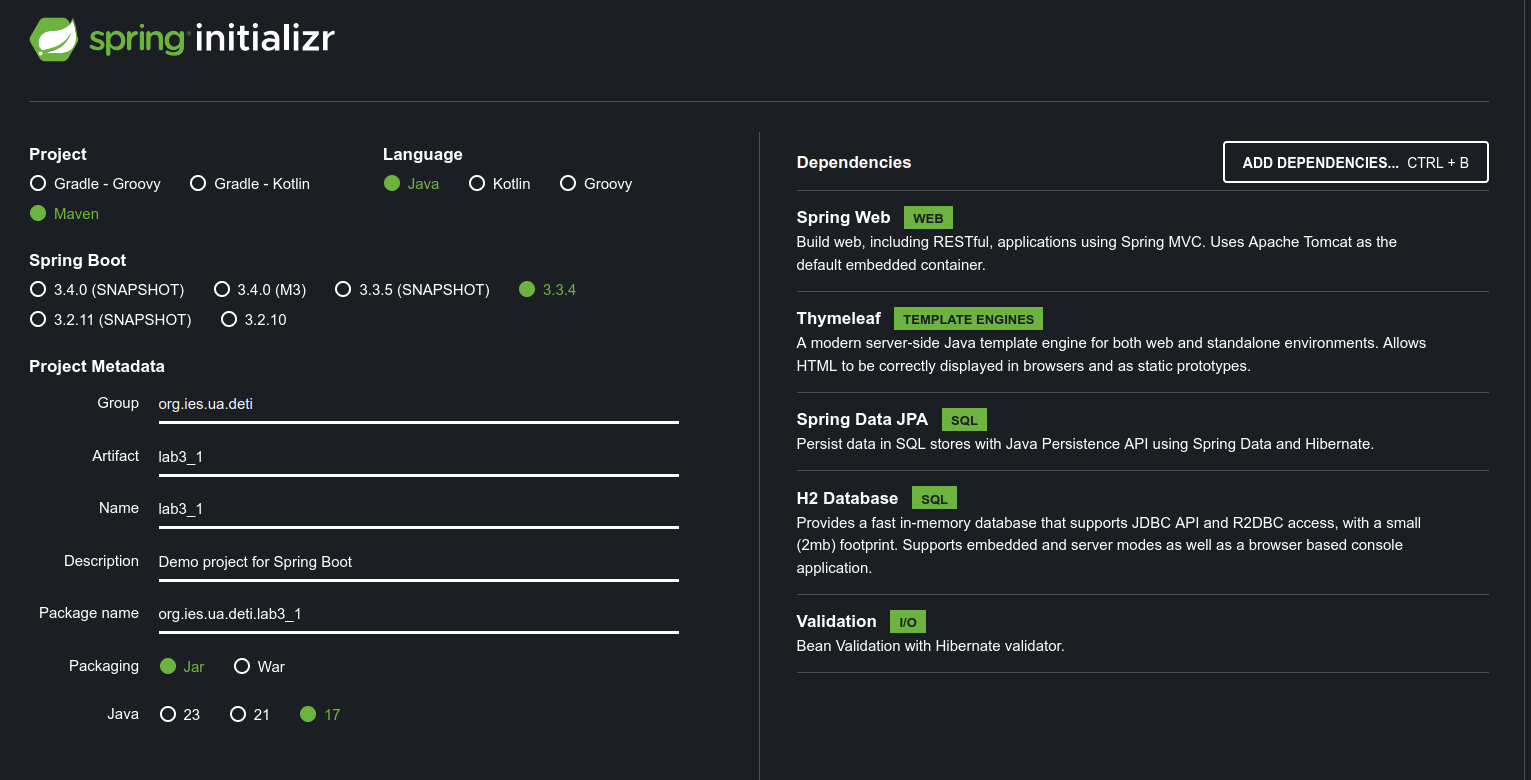 spring initializr
Project
Gradle - Groovy Gradle - Kotlin
Maven
Language
Java Kotlin Groovy
Spring Boot
3.4.0 (SNAPSHOT) 3.4.0 (M3) 3.3.5 (SNAPSHOT) 3.3.4
3.2.11 (SNAPSHOT) 3.2.10
Project Metadata
Group org.ies.ua.deti
Artifact lab3_1
Name lab3_1
Description Demo project for Spring Boot
Package name org.ies.ua.deti.lab3_1
Packaging Jar War
Java 23 21 17
Dependencies ADD DEPENDENCIES... CTRL + B
Spring Web WEB
Build web, including RESTful, applications using Spring MVC. Uses Apache Tomcat as the
default embedded container.
Thymeleaf TEMPLATE ENGINES
A modern server-side Java template engine for both web and standalone environments. Allows
HTML to be correctly displayed in browsers and as static prototypes.
Spring Data JPA SQL
Persist data in SQL stores with Java Persistence API using Spring Data and Hibernate.
H2 Database SQL
Provides a fast in-memory database that supports JDBC API and R2DBC access, with a small
(2mb) footprint. Supports embedded and server modes as well as a browser based console
application.
Validation I/O
Bean Validation with Hibernate validator.